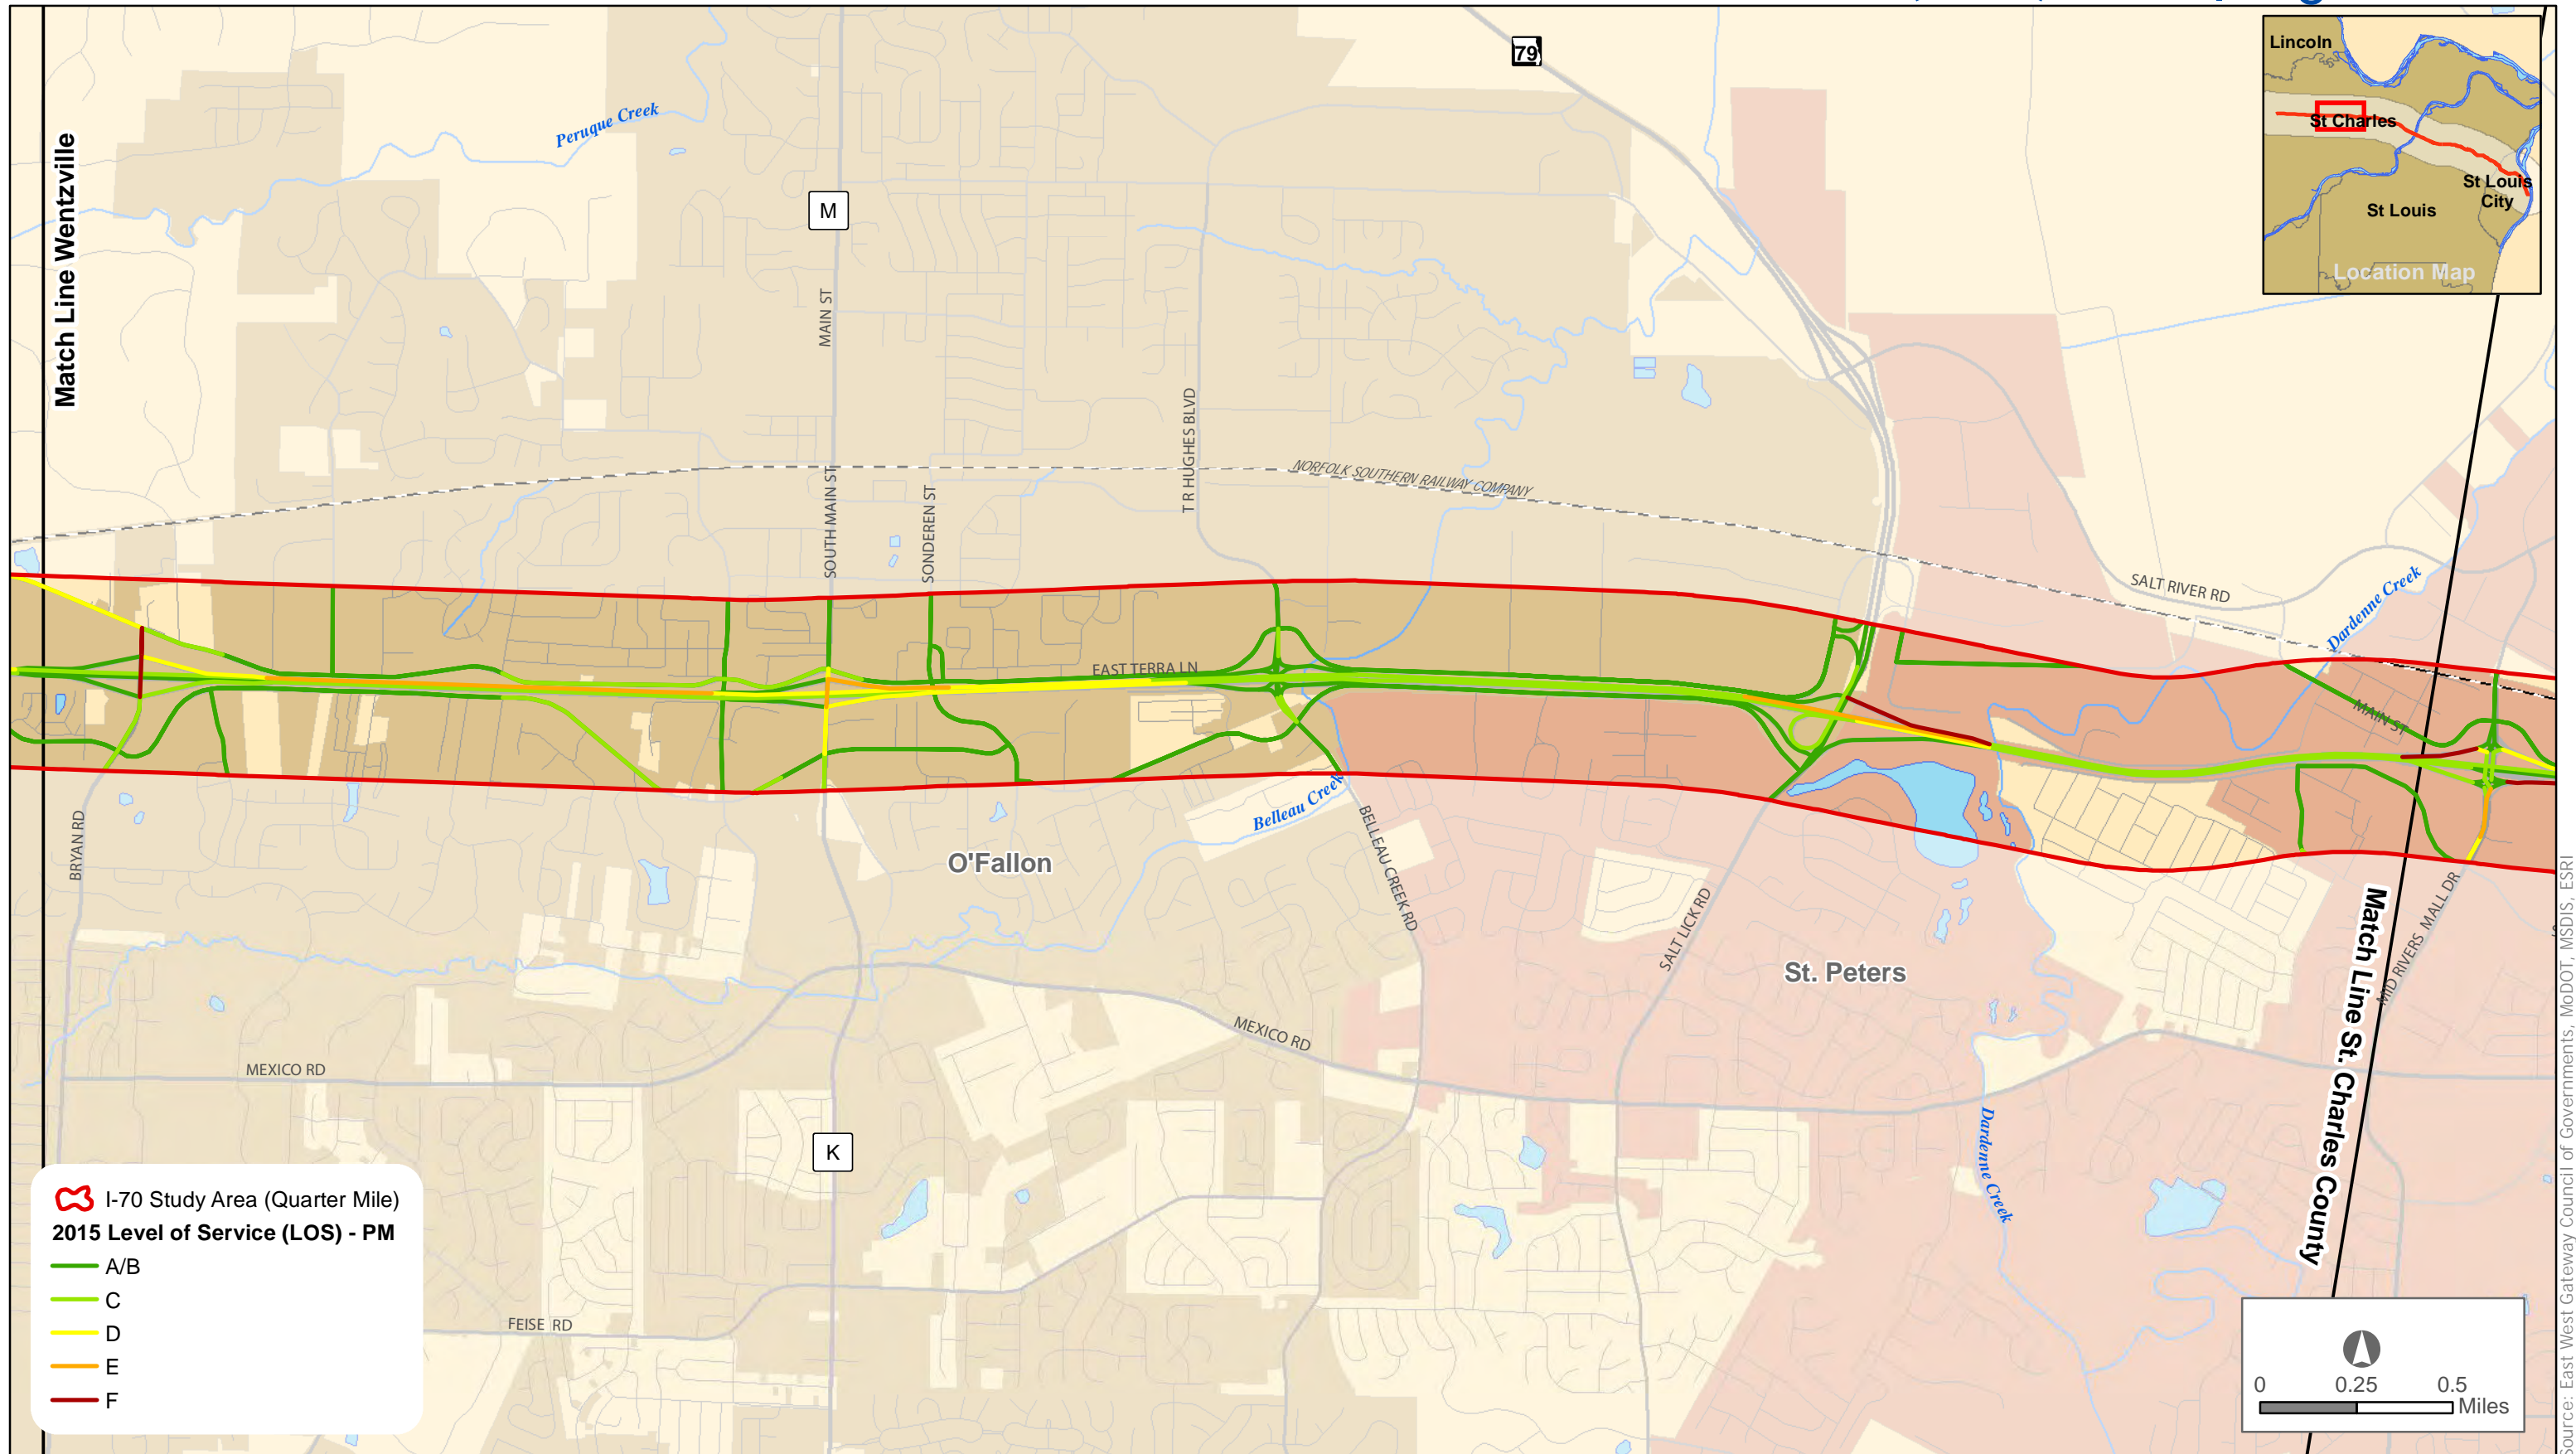 79
Lincoln
St Charles
St Louis
City
St Louis
Location Map
Peruque Creek
Match Line Wentzville
M
MAIN ST
T R HUGHES BLVD
NORFOLK SOUTHERN RAILWAY COMPANY
SOUTH MAIN ST
SONDEREN ST
SALT RIVER RD
Dardenne Creek
EAST TERRA LN
MAIN ST
Belleau Creek
BRYAN RD
O'Fallon
BELLEAU CREEK RD
SALT LICK RD
St. Peters
MID RIVERS MALL DR
Match Line St. Charles County
MEXICO RD
MEXICO RD
K
Dardenne Creek
FEISE RD
I-70 Study Area (Quarter Mile)
2015 Level of Service (LOS) - PM
A/B
C
D
E
F
0 0.25 0.5
Miles
Source: East West Gateway Council of Governments, MoDOT, MSDIS, ESRI